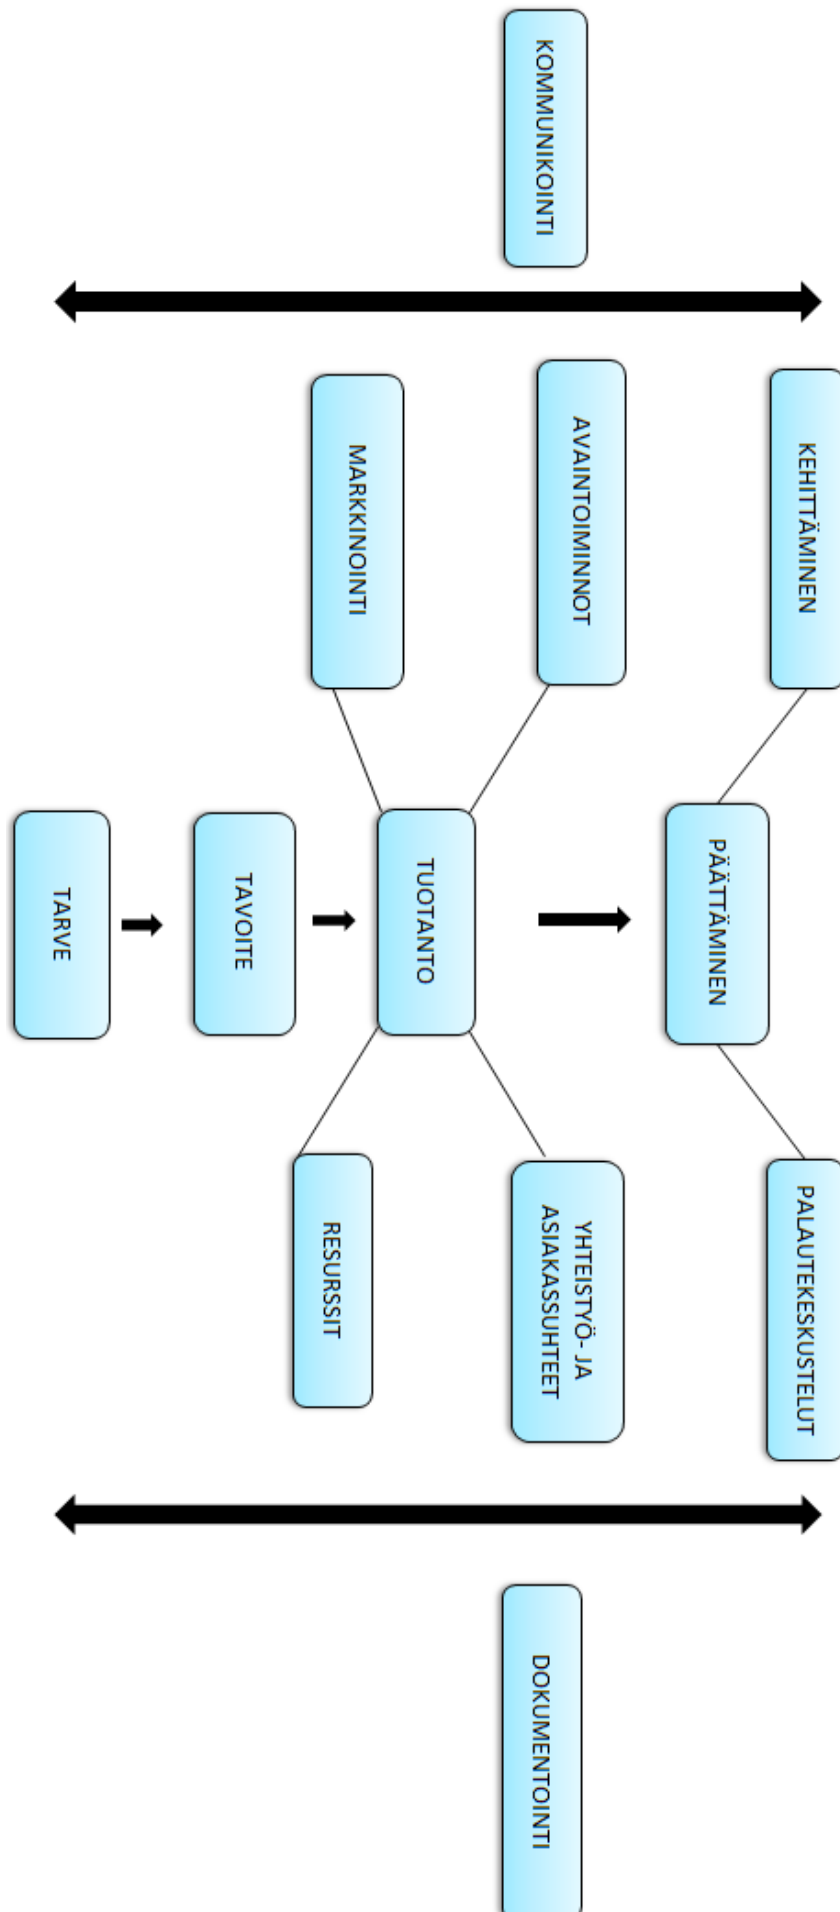 KEHITTÄMINEN
PALAUTEKESKUSTELUT
PÄÄTTÄMINEN
KOMMUNIKOINTI
AVAINTOIMINNOT
YHTEISTYÖ- JA
ASIAKASSUHTEET
DOKUMENTOINTI
TUOTANTO
MARKKINOINTI
RESURSSIT
TAVOITE
TARVE